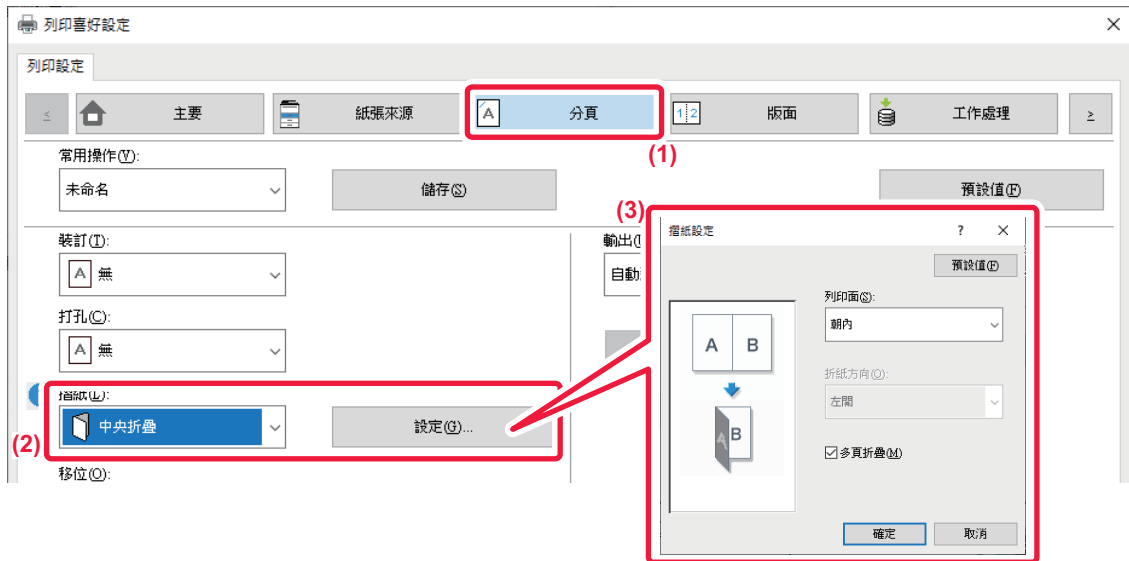 列印喜好設定
列印設定
主要
紙張來源
A
分頁
1 2
版面
工作處理
(1)
常用操作(V):
未命名
儲存(S)
預設值(F)
裝訂(T):
A 無
打孔(C):
A 無
摺紙(L):
中央折疊
設定(G)...
(2)
移位(O):
輸出(
自動
(3)
摺紙設定
?
預設值(F)
A B
A B
列印面(S):
朝內
折紙方向(O):
左開
多頁折疊(M)
確定
取消